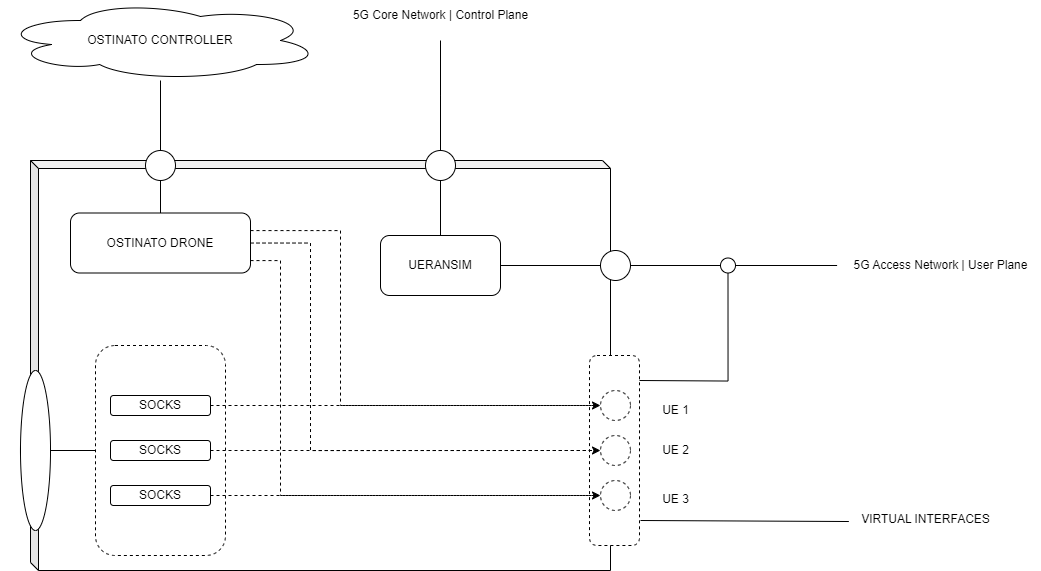 5G Core Network | Control Plane
OSTINATO CONTROLLER
OSTINATO DRONE
UERANSIM
5G Access Network | User Plane
SOCKS
UE 1
SOCKS
UE 2
SOCKS
UE 3
VIRTUAL INTERFACES